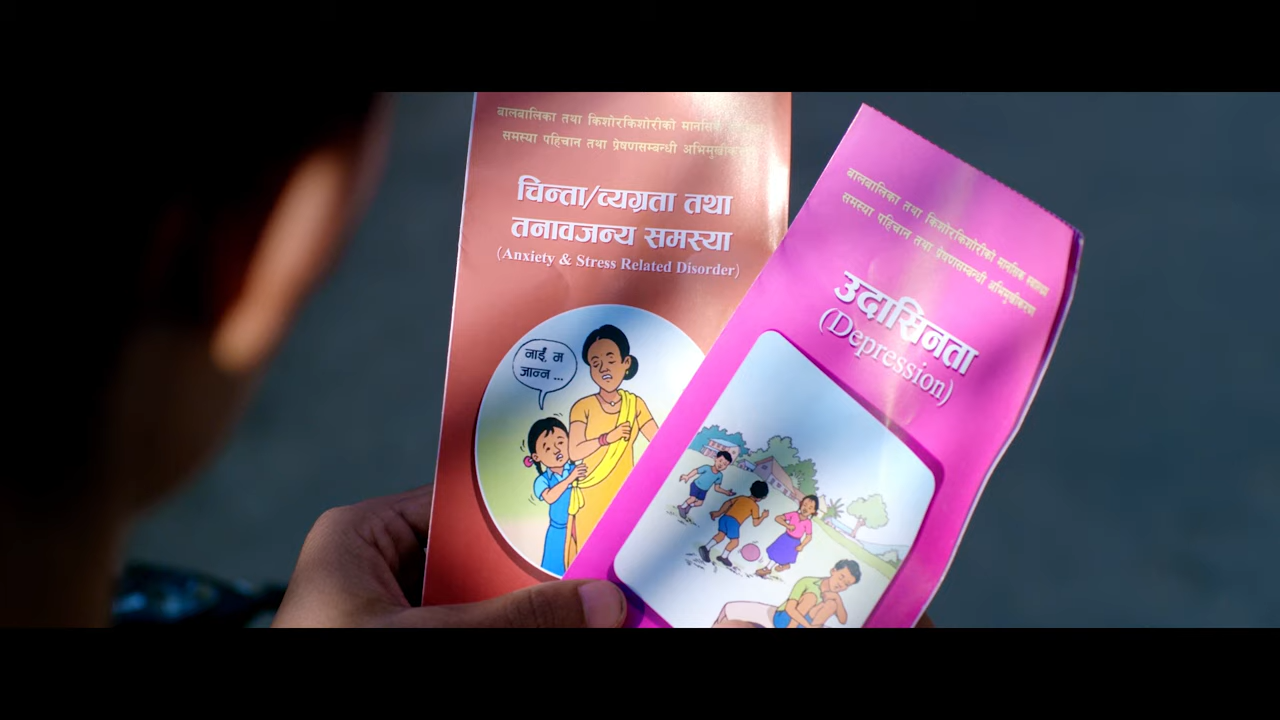 बालबालिका तथा किशोरकिशोरीको मानसिक
समस्या पहिचान तथा प्रेषणसम्बन्धी अभिमुखीकरण
चिन्ता/व्यग्रता तथा
तनावजन्य समस्या
(Anxiety & Stress Related Disorder)
नाईं, म
जान्न ...
बालबालिका तथा किशोरकिशोरीको मानसिक स्वास्थ्य
समस्या पहिचान तथा प्रेषणसम्बन्धी अभिमुखीकरण
उदासिनता
(Depression)